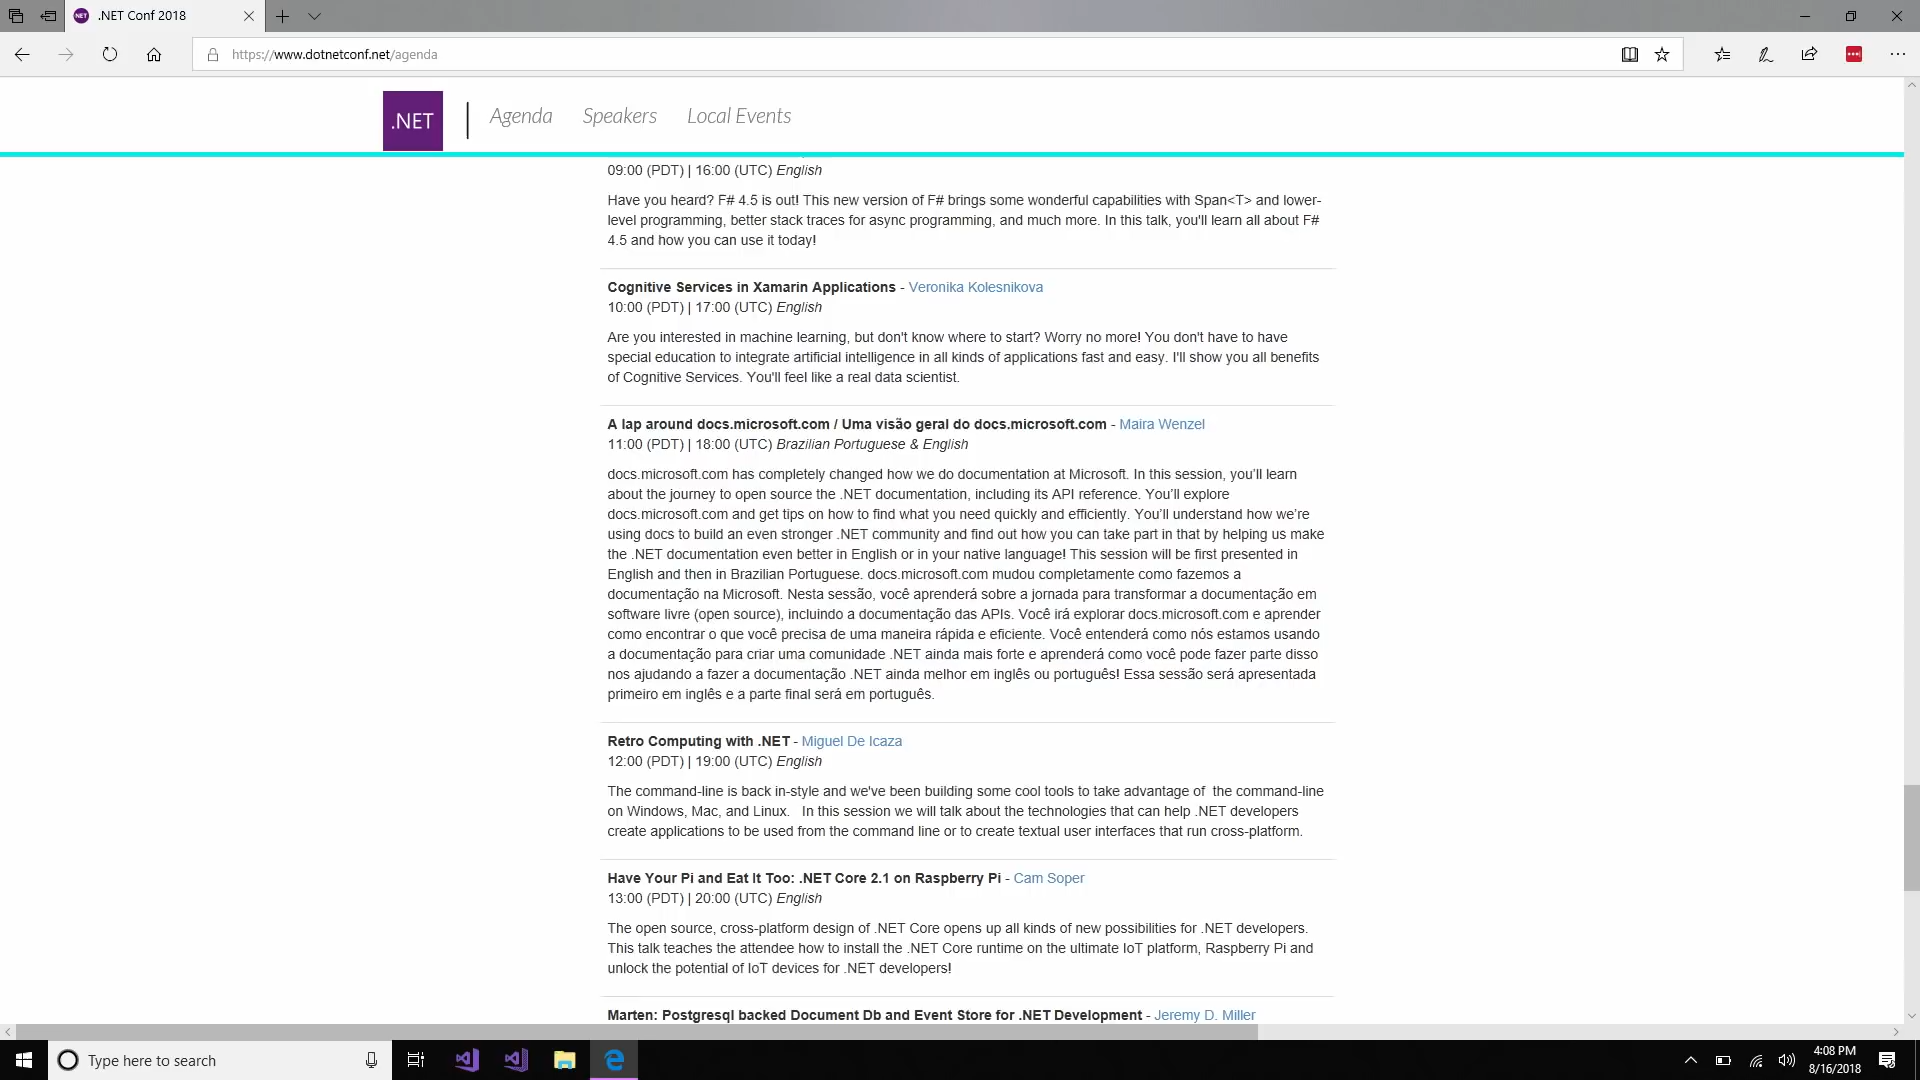 .NET Conf 2018
https://www.dotnetconf.net/agenda
.NET
Agenda
Speakers
Local Events
09:00 (PDT) | 16:00 (UTC) English
Have you heard? F# 4.5 is out! This new version of F# brings some wonderful capabilities with Span<T> and lower-
level programming, better stack traces for async programming, and much more. In this talk, you'll learn all about F#
4.5 and how you can use it today!
Cognitive Services in Xamarin Applications - Veronika Kolesnikova
10:00 (PDT) | 17:00 (UTC) English
Are you interested in machine learning, but don't know where to start? Worry no more! You don't have to have
special education to integrate artificial intelligence in all kinds of applications fast and easy. I'll show you all benefits
of Cognitive Services. You'll feel like a real data scientist.
A lap around docs.microsoft.com / Uma visão geral do docs.microsoft.com - Maira Wenzel
11:00 (PDT) | 18:00 (UTC) Brazilian Portuguese & English
docs.microsoft.com has completely changed how we do documentation at Microsoft. In this session, you’ll learn
about the journey to open source the .NET documentation, including its API reference. You’ll explore
docs.microsoft.com and get tips on how to find what you need quickly and efficiently. You’ll understand how we’re
using docs to build an even stronger .NET community and find out how you can take part in that by helping us make
the .NET documentation even better in English or in your native language! This session will be first presented in
English and then in Brazilian Portuguese. docs.microsoft.com mudou completamente como fazemos a
documentação na Microsoft. Nesta sessão, você aprenderá sobre a jornada para transformar a documentação em
software livre (open source), incluindo a documentação das APIs. Você irá explorar docs.microsoft.com e aprender
como encontrar o que você precisa de uma maneira rápida e eficiente. Você entenderá como nós estamos usando
a documentação para criar uma comunidade .NET ainda mais forte e aprenderá como você pode fazer parte disso
nos ajudando a fazer a documentação .NET ainda melhor em inglês ou português! Essa sessão será apresentada
primeiro em inglês e a parte final será em português.
Retro Computing with .NET - Miguel De Icaza
12:00 (PDT) | 19:00 (UTC) English
The command-line is back in-style and we've been building some cool tools to take advantage of  the command-line
on Windows, Mac, and Linux.   In this session we will talk about the technologies that can help .NET developers
create applications to be used from the command line or to create textual user interfaces that run cross-platform.
Have Your Pi and Eat It Too: .NET Core 2.1 on Raspberry Pi - Cam Soper
13:00 (PDT) | 20:00 (UTC) English
The open source, cross-platform design of .NET Core opens up all kinds of new possibilities for .NET developers.
This talk teaches the attendee how to install the .NET Core runtime on the ultimate IoT platform, Raspberry Pi and
unlock the potential of IoT devices for .NET developers!
Marten: Postgresql backed Document Db and Event Store for .NET Development - Jeremy D. Miller
Type here to search
4:08 PM
8/16/2018